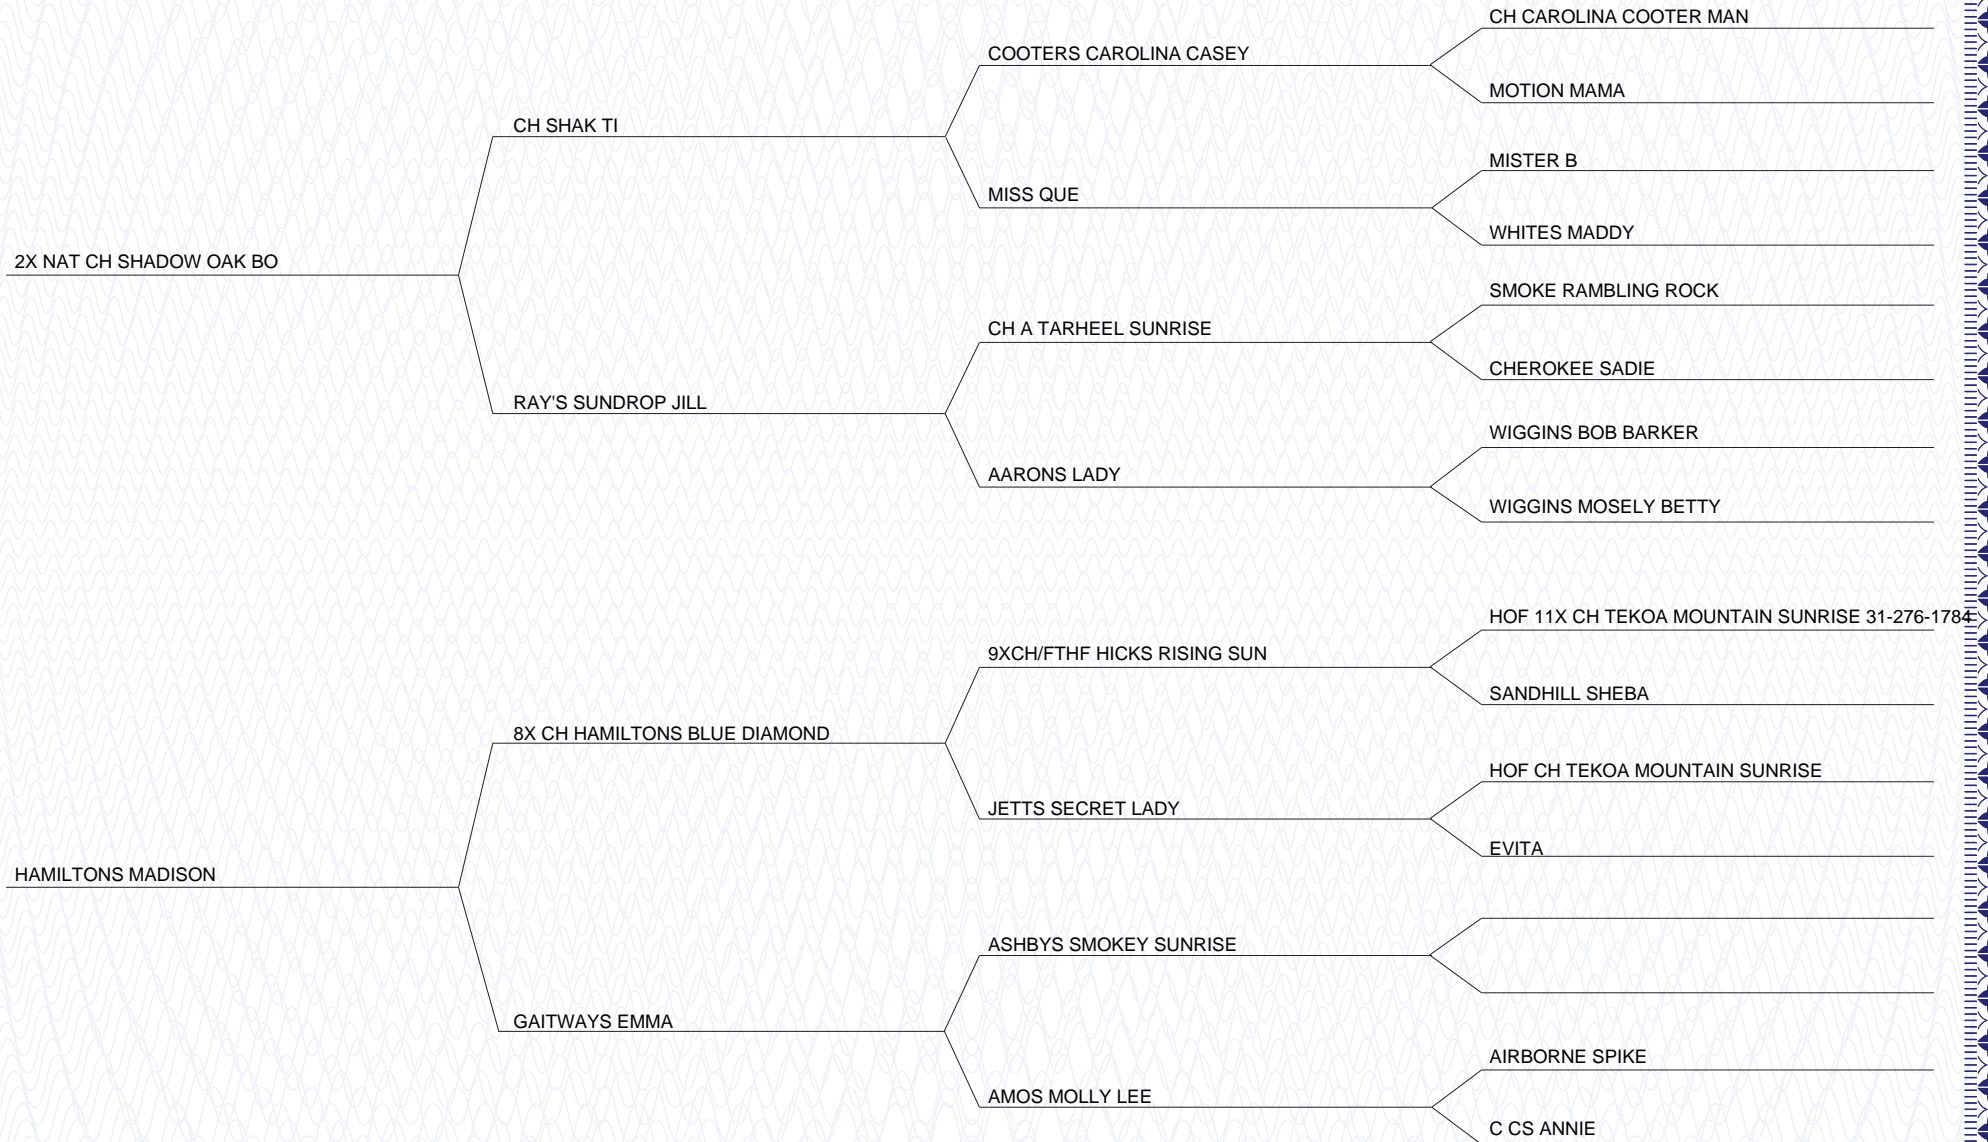 CH CAROLINA COOTER MAN
COOTERS CAROLINA CASEY
MOTION MAMA
CH SHAK TI
MISTER B
MISS QUE
WHITES MADDY
2X NAT CH SHADOW OAK BO
SMOKE RAMBLING ROCK
CH A TARHEEL SUNRISE
CHEROKEE SADIE
RAY'S SUNDROP JILL
WIGGINS BOB BARKER
AARONS LADY
WIGGINS MOSELY BETTY
HOF 11X CH TEKOA MOUNTAIN SUNRISE 31-276-1784
9XCH/FTHF HICKS RISING SUN
SANDHILL SHEBA
8X CH HAMILTONS BLUE DIAMOND
HOF CH TEKOA MOUNTAIN SUNRISE
JETTS SECRET LADY
EVITA
HAMILTONS MADISON
ASHBYS SMOKEY SUNRISE
GAITWAYS EMMA
AIRBORNE SPIKE
AMOS MOLLY LEE
C CS ANNIE